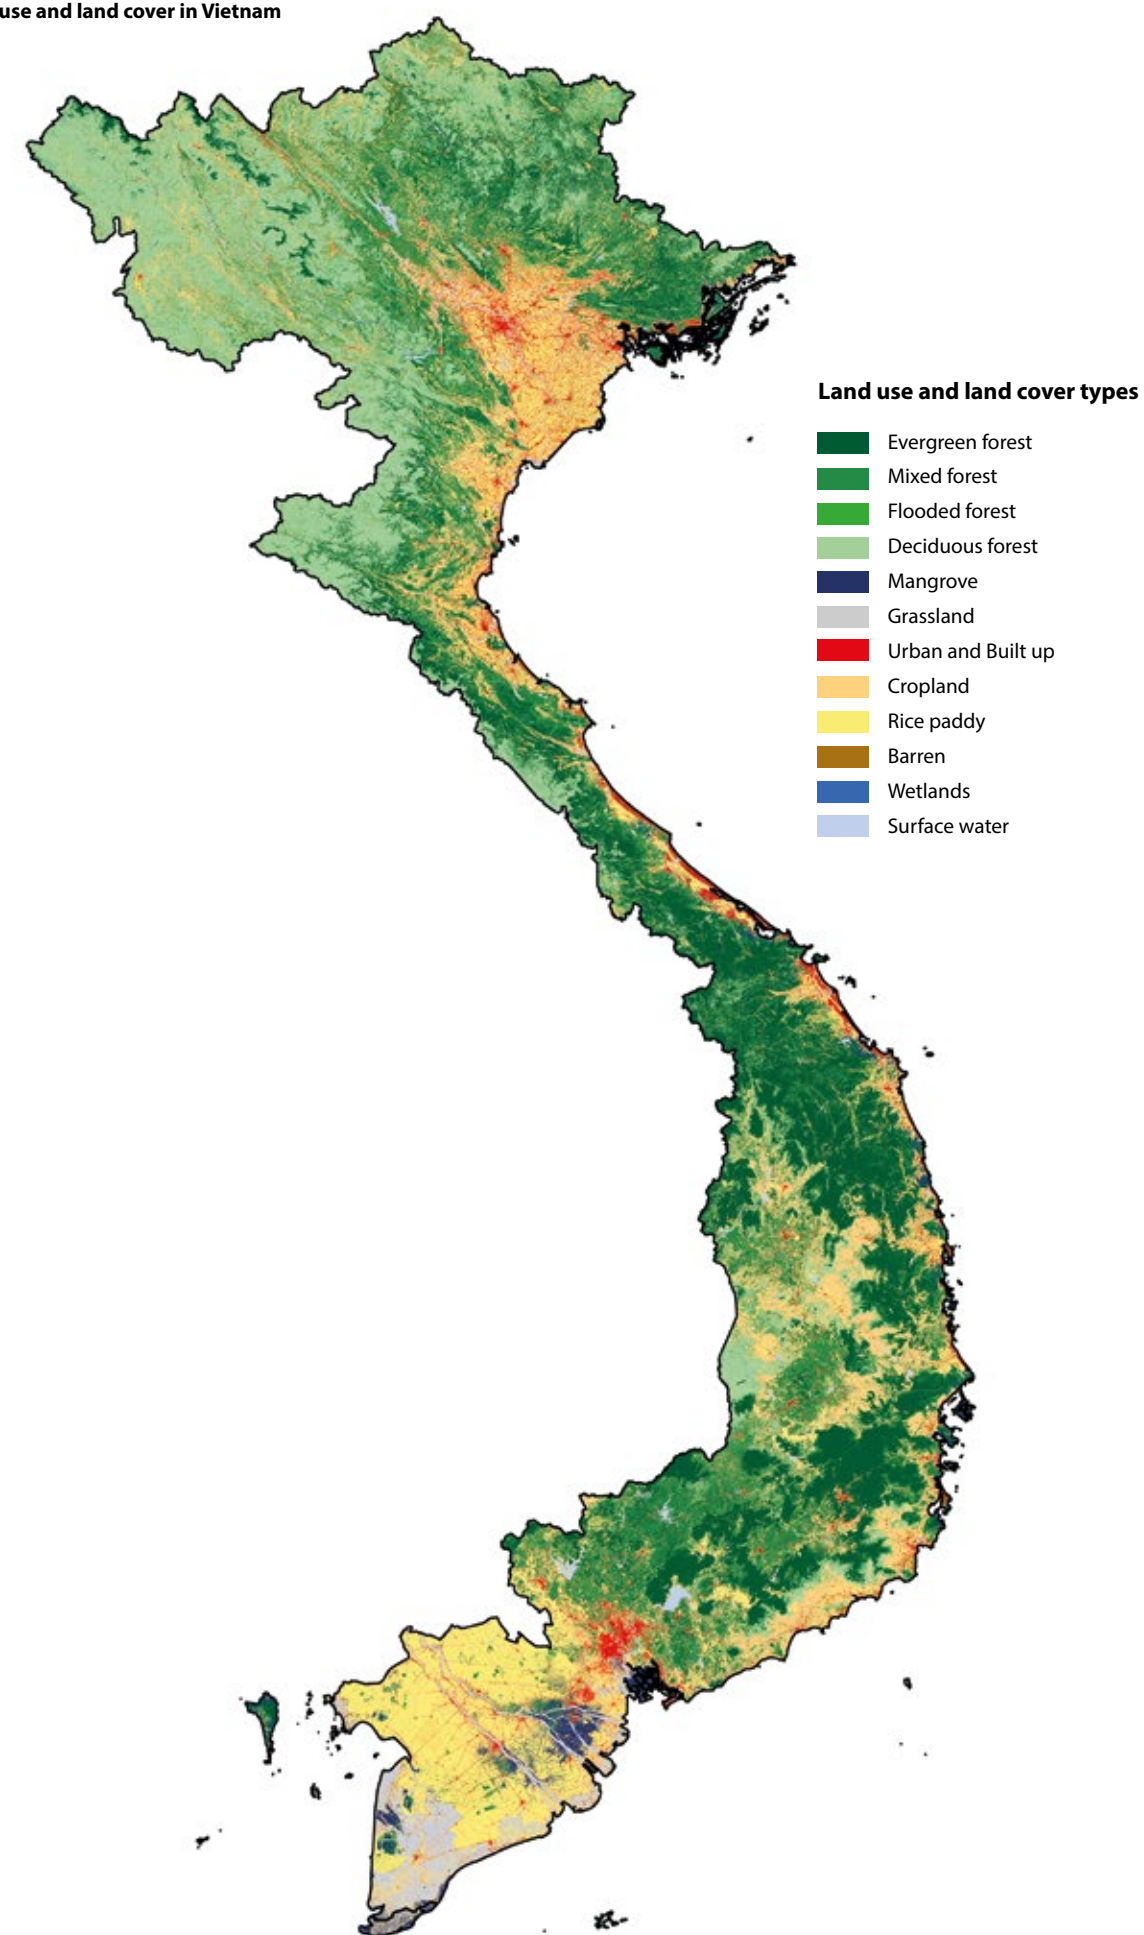 use and land cover in Vietnam
Land use and land cover types
Evergreen forest
Mixed forest
Flooded forest
Deciduous forest
Mangrove
Grassland
Urban and Built up
Cropland
Rice paddy
Barren
Wetlands
Surface water